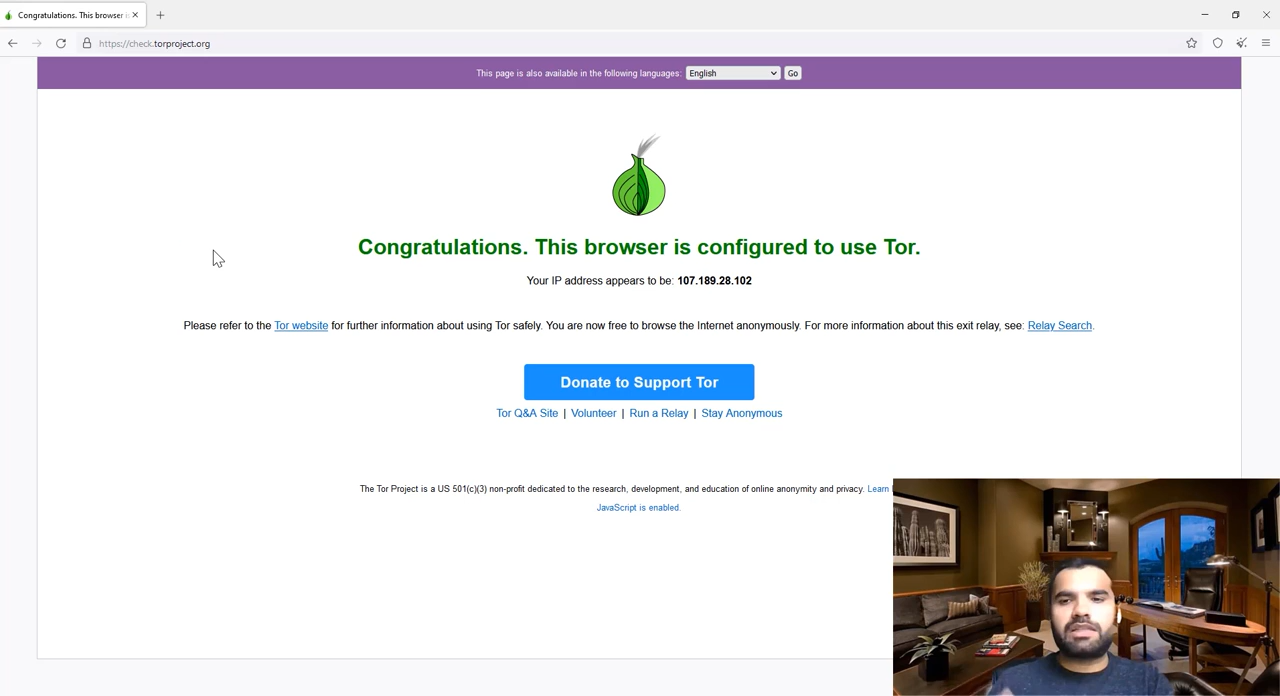 Congratulations. This browser is
https://check.torproject.org
This page is also available in the following languages: English Go
Congratulations. This browser is configured to use Tor.
Your IP address appears to be: 107.189.28.102
Please refer to the Tor website for further information about using Tor safely. You are now free to browse the Internet anonymously. For more information about this exit relay, see: Relay Search.
Donate to Support Tor
Tor Q&A Site | Volunteer | Run a Relay | Stay Anonymous
The Tor Project is a US 501(c)(3) non-profit dedicated to the research, development, and education of online anonymity and privacy. Learn
JavaScript is enabled.